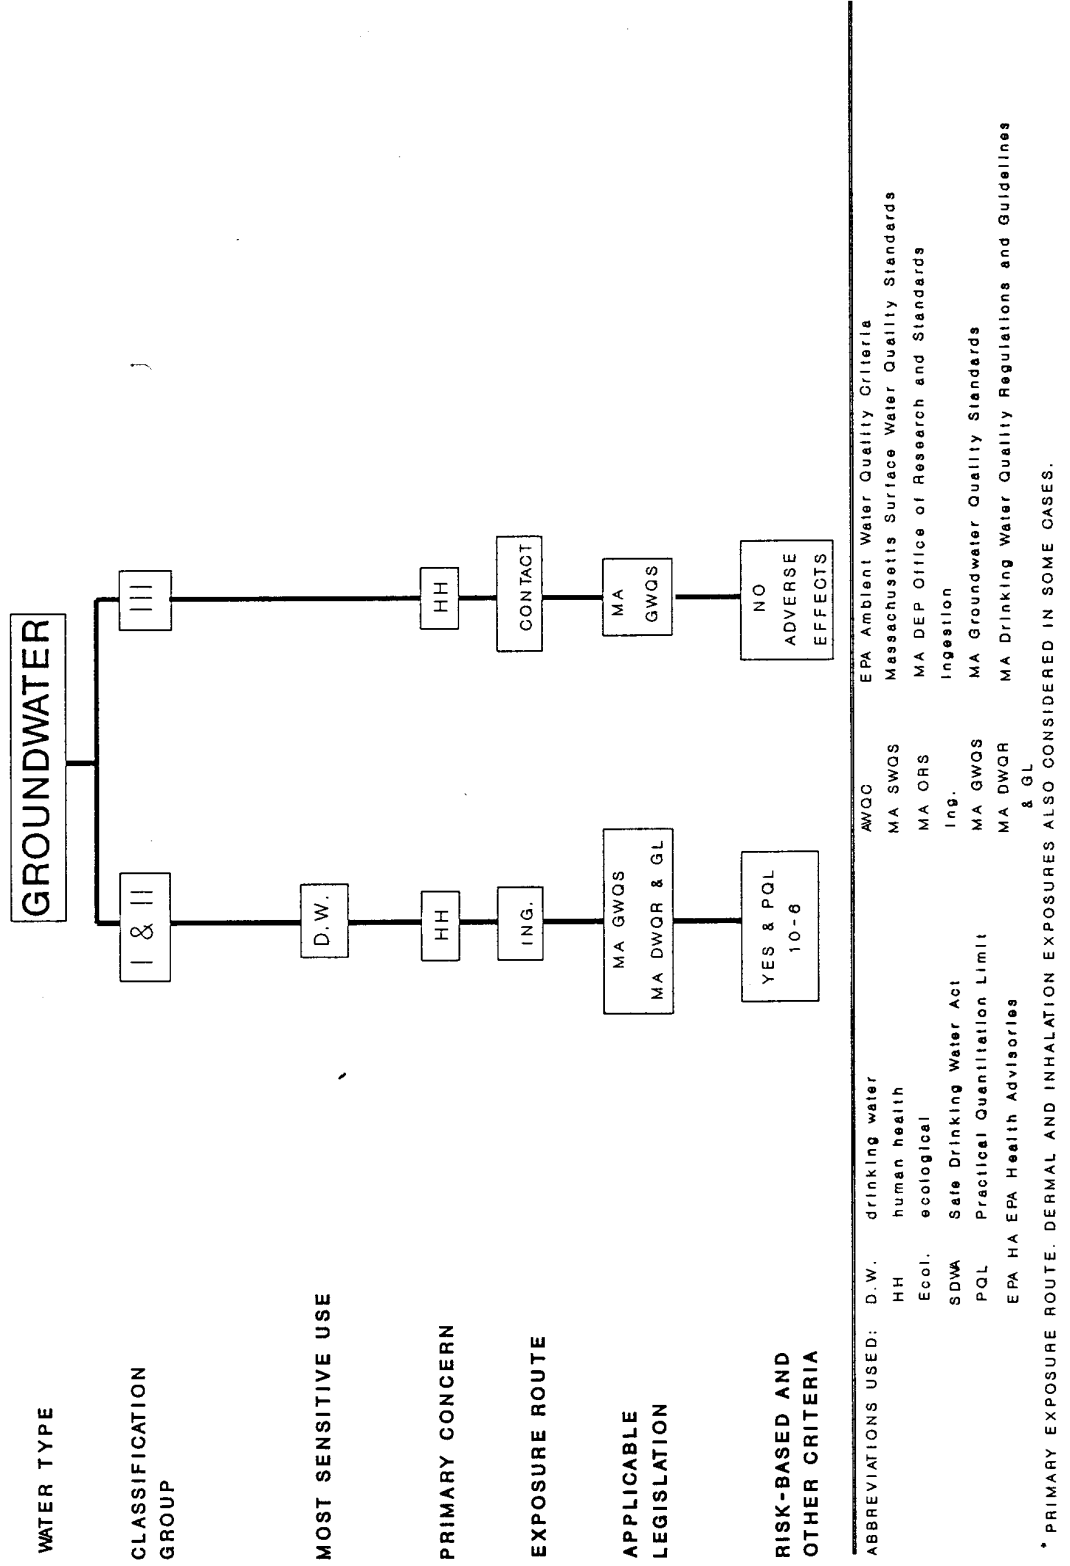 WATER TYPE
GROUNDWATER
CLASSIFICATION
GROUP
I & II
III
MOST SENSITIVE USE
D.W.
PRIMARY CONCERN
HH
HH
EXPOSURE ROUTE
ING.
CONTACT
APPLICABLE
LEGISLATION
MA GWQS
MA DWQR & GL
MA
GWQS
RISK-BASED AND
OTHER CRITERIA
YES & PQL
10-6
NO
ADVERSE
EFFECTS
*ABBREVIATIONS USED: D.W. drinking water AWQC EPA Ambient Water Quality Criteria
HH human health MA SWQS Massachusetts Surface Water Quality Standards
Ecol. ecological MA ORS MA DEP Office of Research and Standards
SDWA Safe Drinking Water Act Ing. Ingestion
PQL Practical Quantitation Limit MA GWQS MA Groundwater Quality Standards
EPA HA EPA Health Advisories MA DWQR MA Drinking Water Quality Regulations and Guidelines
& GL
* PRIMARY EXPOSURE ROUTE. DERMAL AND INHALATION EXPOSURES ALSO CONSIDERED IN SOME CASES.